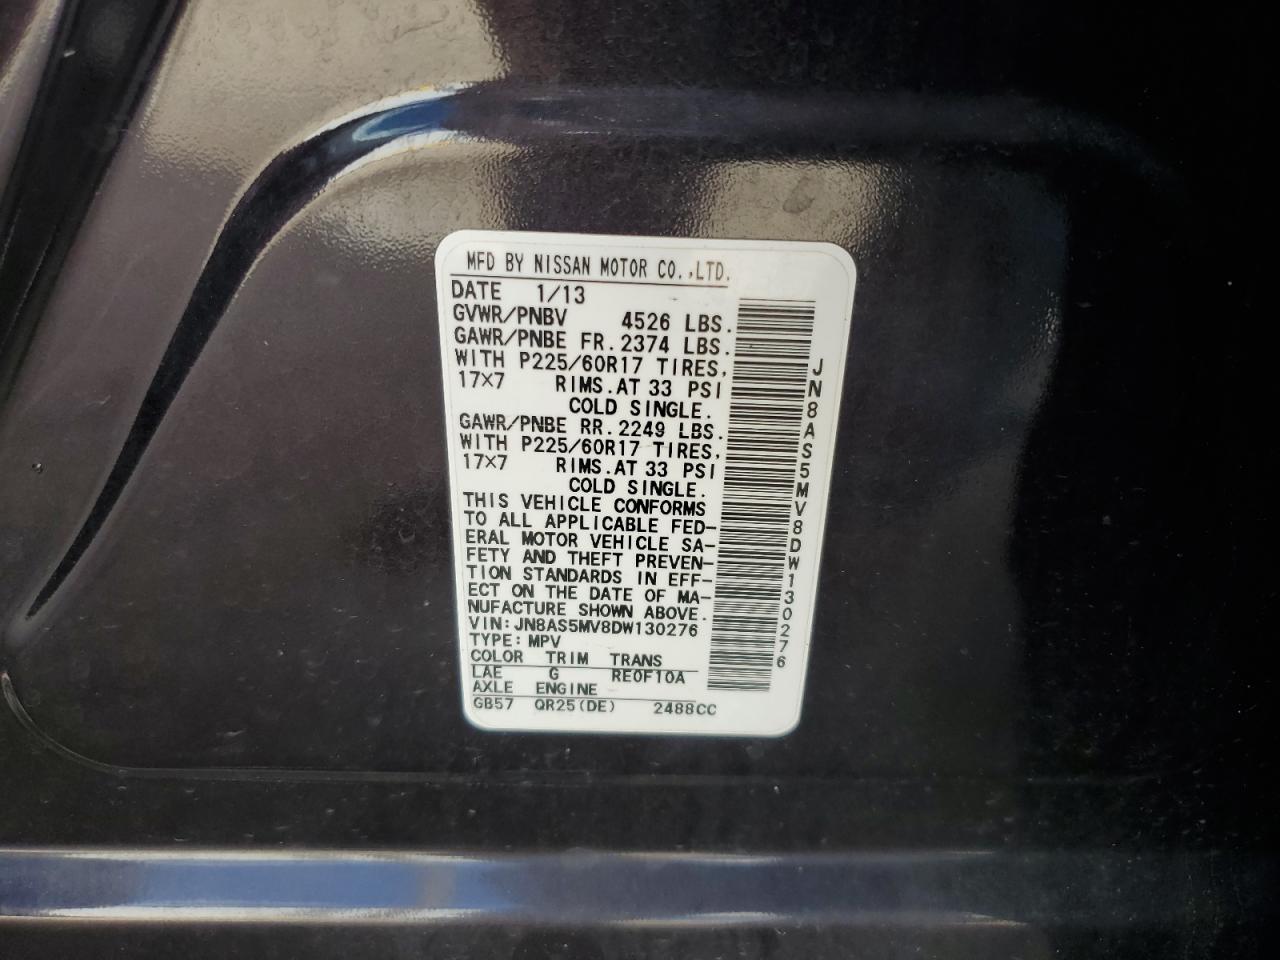 MFD BY NISSAN MOTOR CO.,LTD.
DATE 1/13
GVWR/PNBV 4526 LBS.
GAWR/PNBE FR.2374 LBS.
WITH P225/60R17 TIRES,
17×7 RIMS.AT 33 PSI
COLD SINGLE.
GAWR/PNBE RR.2249 LBS.
WITH P225/60R17 TIRES,
17×7 RIMS.AT 33 PSI
COLD SINGLE.
THIS VEHICLE CONFORMS
TO ALL APPLICABLE FED-
ERAL MOTOR VEHICLE SA-
FETY AND THEFT PREVEN-
TION STANDARDS IN EFF-
ECT ON THE DATE OF MA-
NUFACTURE SHOWN ABOVE.
VIN:JN8AS5MV8DW130276
TYPE:MPV
COLOR TRIM TRANS
LAE G RE0F10A
AXLE ENGINE
GB57 QR25(DE) 2488CC
JN8AS5MV8DW130276